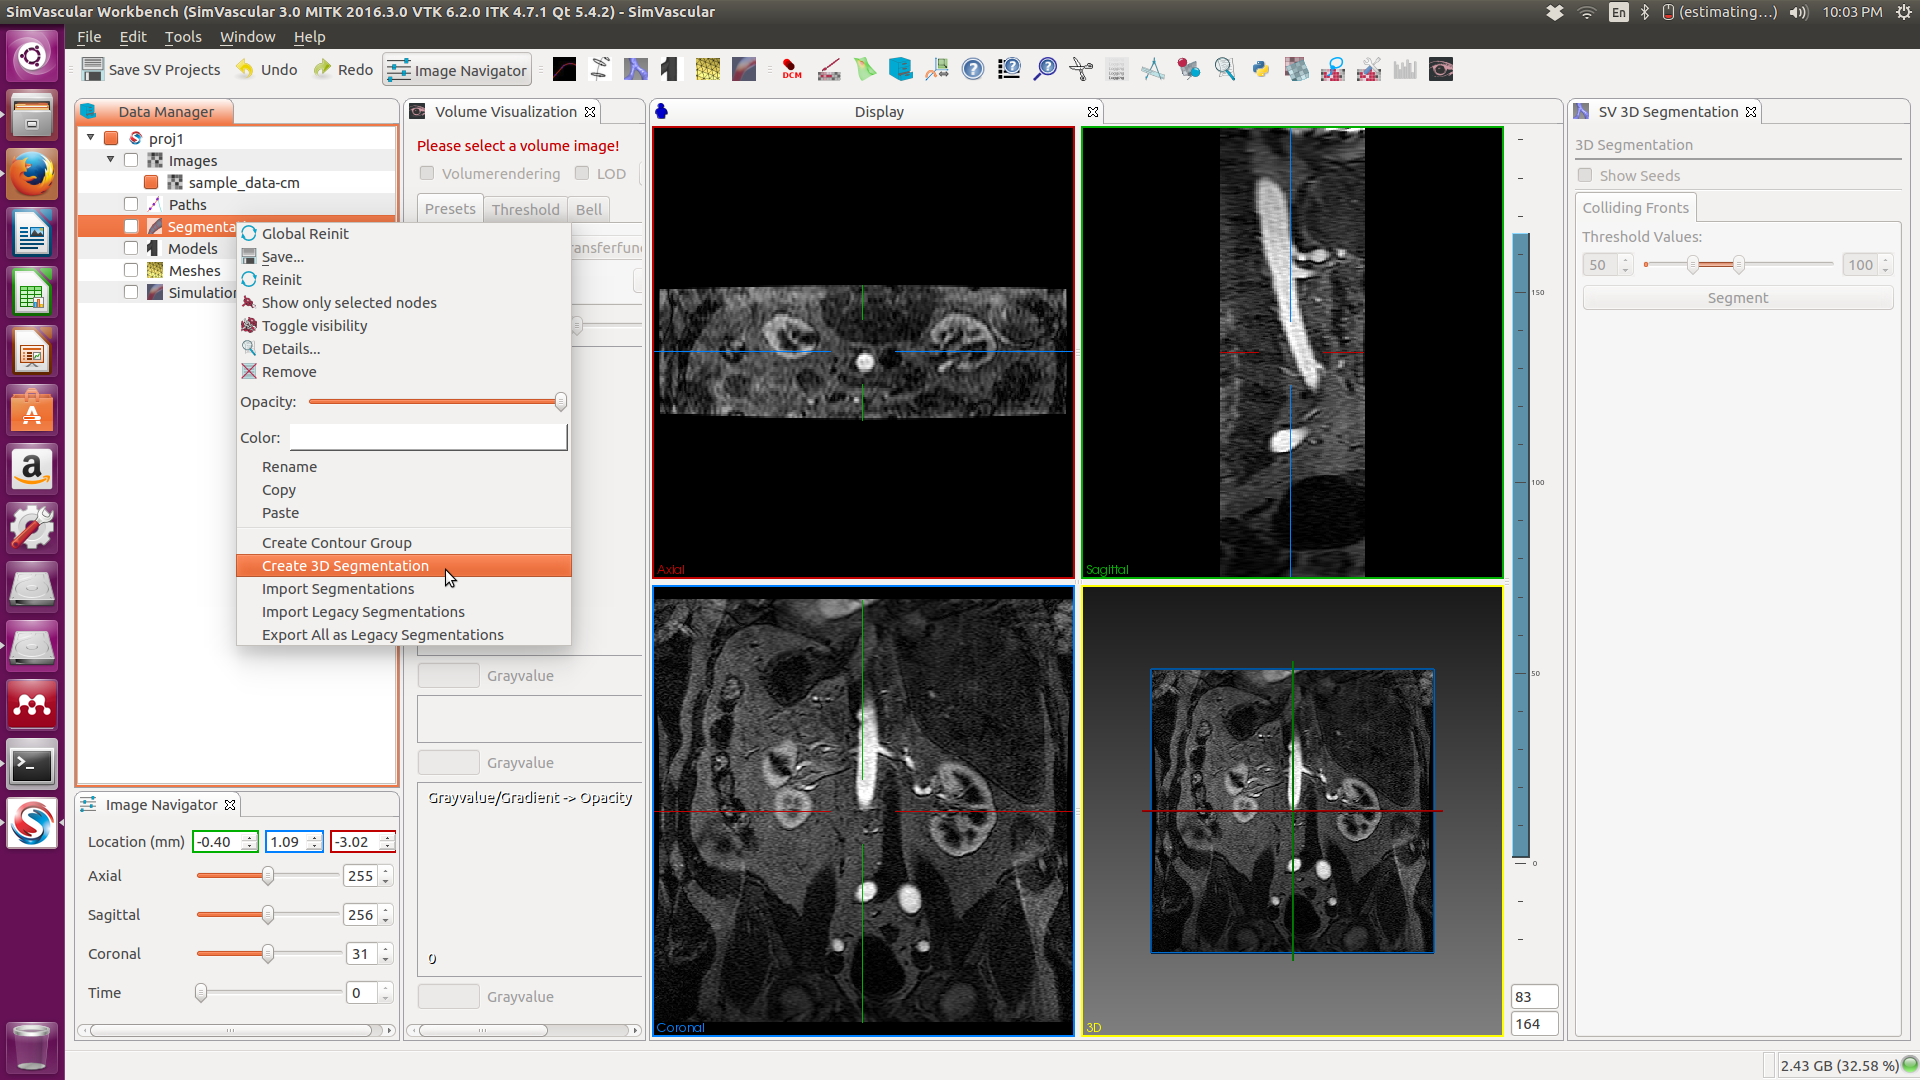 SimVascular Workbench (SimVascular 3.0 MITK 2016.3.0 VTK 6.2.0 ITK 4.7.1 Qt 5.4.2) - SimVascular
En
(estimating...)
10:03 PM
File Edit Tools Window Help
Save SV Projects Undo Redo Image Navigator
DCM
Data Manager
proj1
Images
sample_data-cm
Paths
Segmenta
Models
Meshes
Simulation
Global Reinit
Save...
Reinit
Show only selected nodes
Toggle visibility
Details...
Remove
Opacity:
Color:
Rename
Copy
Paste
Create Contour Group
Create 3D Segmentation
Import Segmentations
Import Legacy Segmentations
Export All as Legacy Segmentations
Volume Visualization
Please select a volume image!
Volumerendering LOD
Presets Threshold Bell
ransferfun
Grayvalue
Grayvalue
Grayvalue/Gradient -> Opacity
0
Grayvalue
Image Navigator
Location (mm) -0.40 1.09 -3.02
Axial 255
Sagittal 256
Coronal 31
Time 0
Display
Axial
Sagittal
Coronal
3D
150
100
50
0
83
164
SV 3D Segmentation
3D Segmentation
Show Seeds
Colliding Fronts
Threshold Values:
50 100
Segment
2.43 GB (32.58 %)